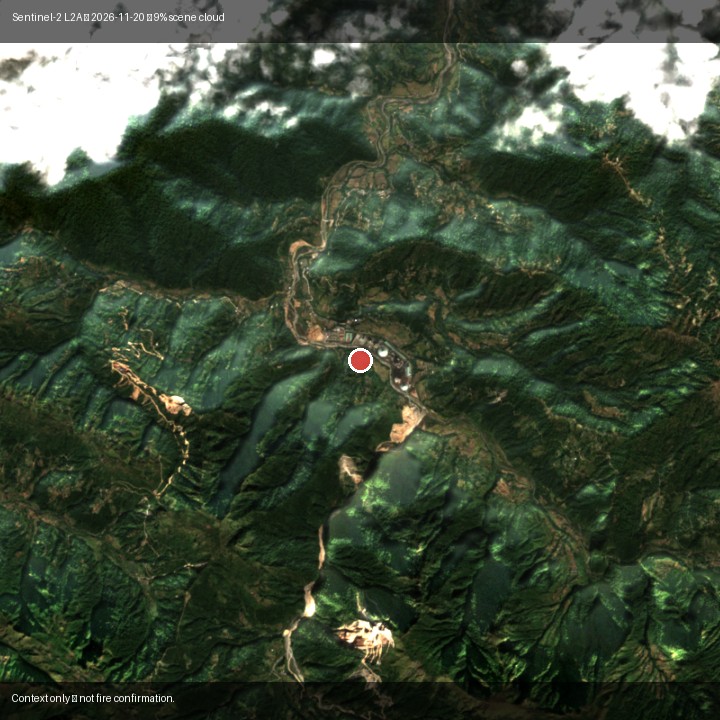 Sentinel-2 L2A▯2026-11-20▯9% scene cloud
Context only▯not fire confirmation.